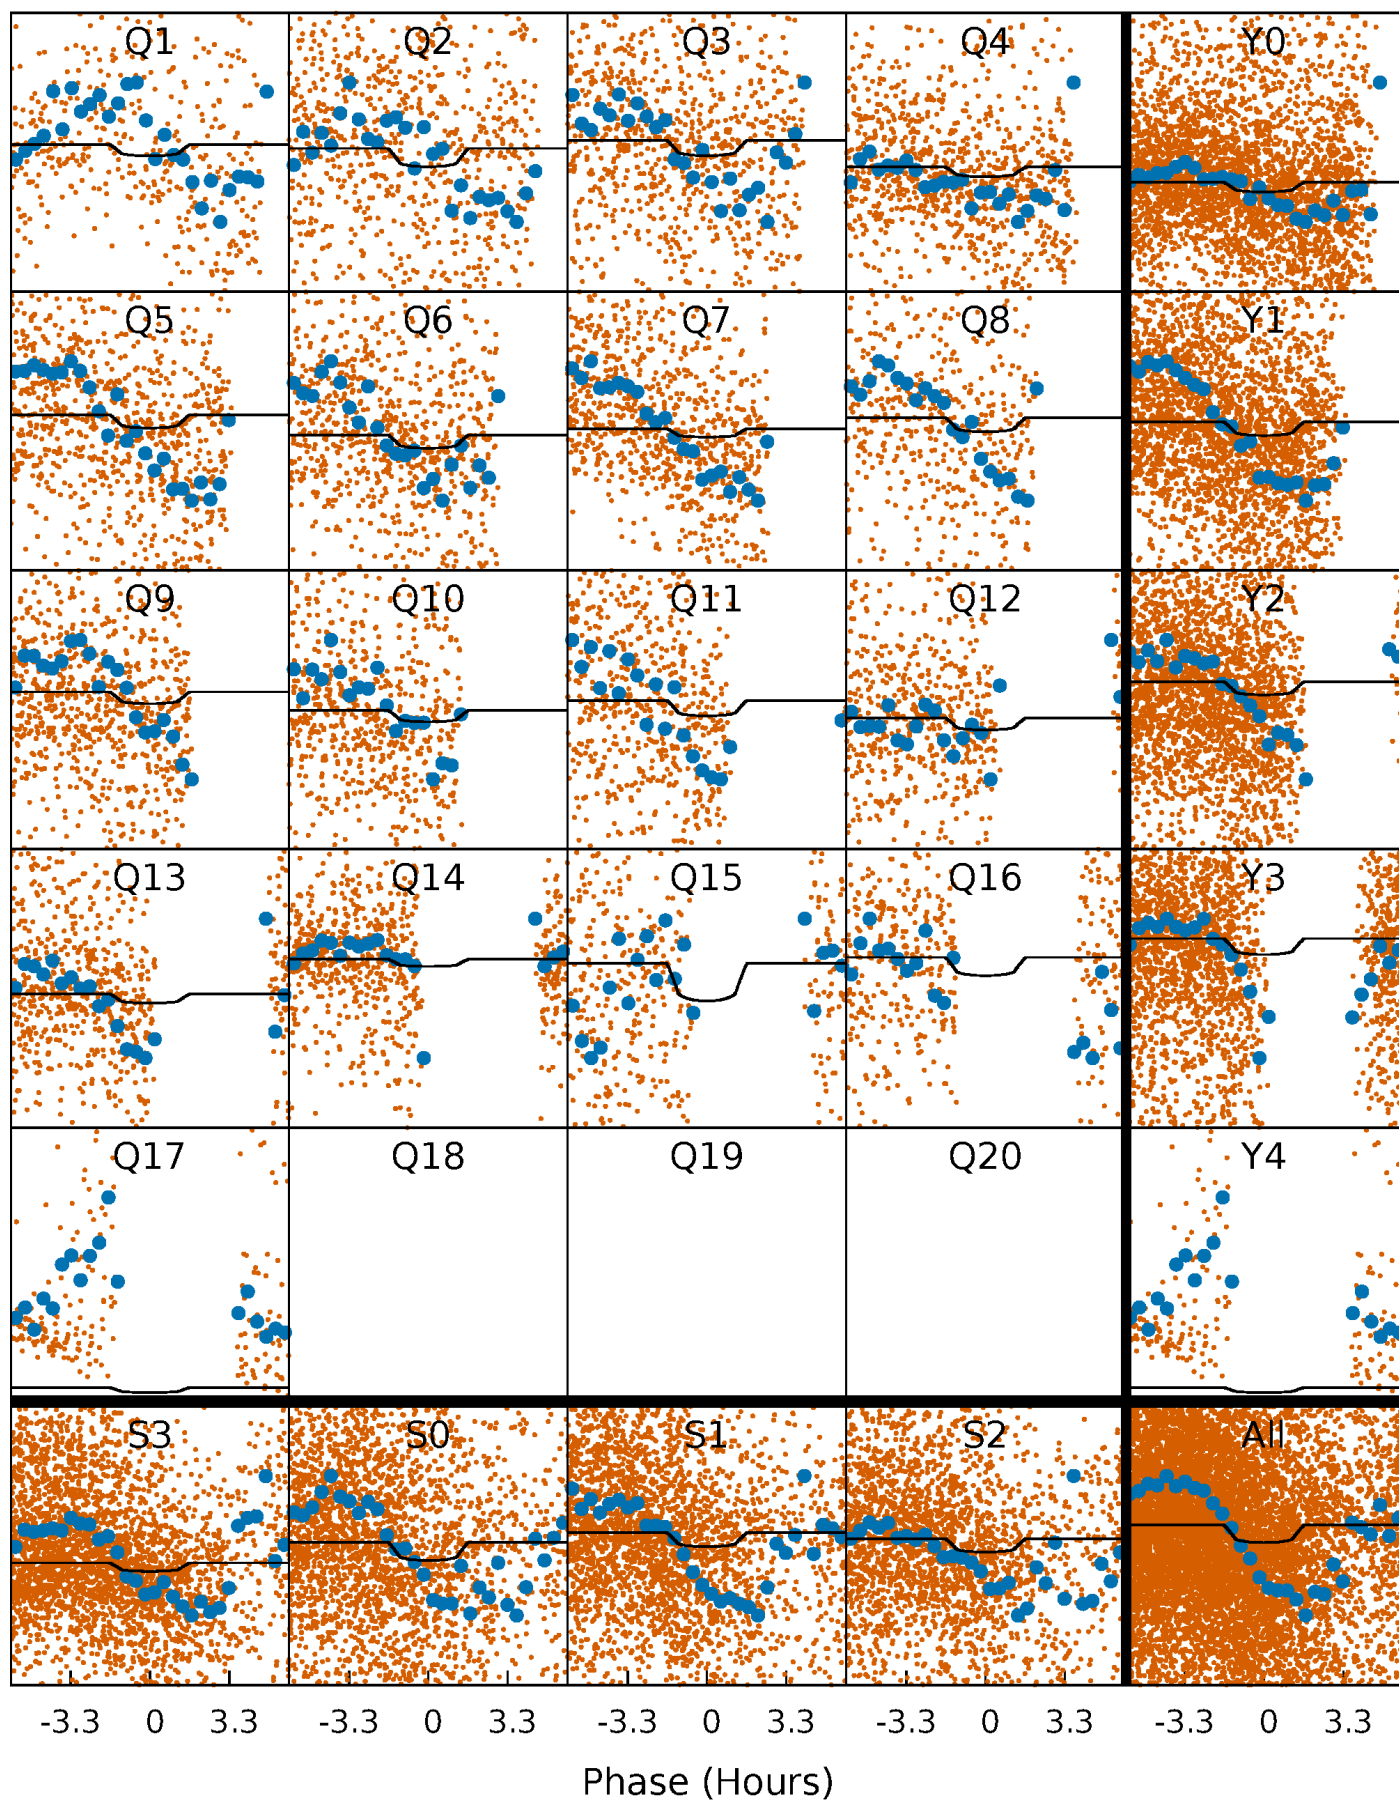 Q1 Q2 Q3 Q4 Y0
Q5 Q6 Q7 Q8 Y1
Q9 Q10 Q11 Q12 Y2
Q13 Q14 Q15 Q16 Y3
Q17 Q18 Q19 Q20 Y4
S3 S0 S1 S2 All
-3.3 0 3.3 -3.3 0 3.3 -3.3 0 3.3 -3.3 0 3.3 -3.3 0 3.3
Phase (Hours)